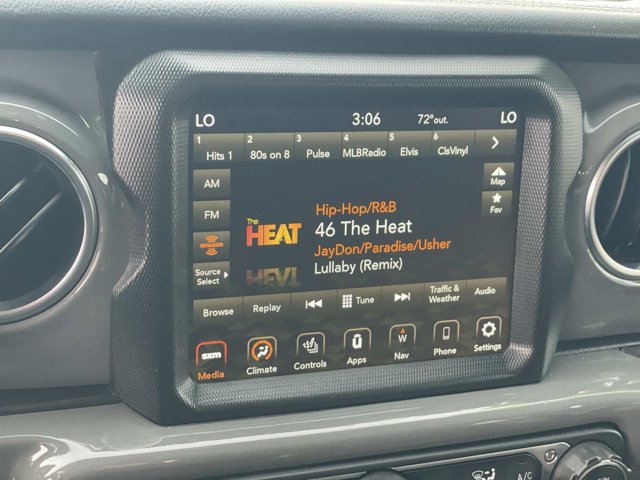 LO 3:06 72°out. LO
1 Hits 1 2 80s on 8 3 Pulse 4 MLBRadio 5 Elvis 6 ClsVinyl
AM
Map
FM
Fav
The HEAT
Hip-Hop/R&B
46 The Heat
JayDon/Paradise/Usher
Lullaby (Remix)
Source
Select
Browse Replay Tune Traffic & Weather Audio
sxm W
Media Climate Controls Apps Nav Phone Settings
A/C